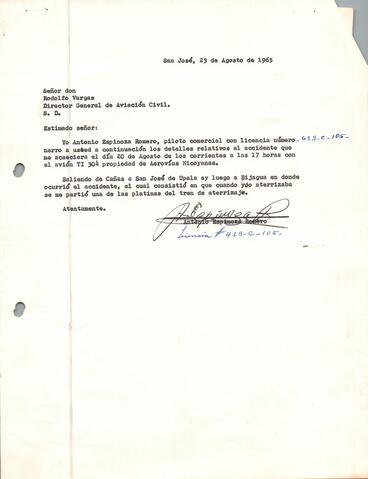 San José, 23 de Agosto de 1965
Señor don
Rodolfo Vargas
Director General de Aviación Civil.
S. D.
Estimado señor:
Yo Antonio Espinoza Romero, piloto comercial con licencia número -433-C-105-
narro a usted a continuación los detalles relativos al accidente que
me acaeciera el día 20 de Agosto de los corrientes a las 17 horas con
el avión TI 304 propiedad de Aerovías Nicoyanas.
Saliendo de Cañas a San José de Upala ey luego a Bijagua en donde
ocurrió el accidente, el cual consistió en que cuando yo aterrizaba
se me partió una de las platinas del tren de aterrizaje.
Atentamente.
Antonio Espinoza Romero
Licencia # 433-C-105-